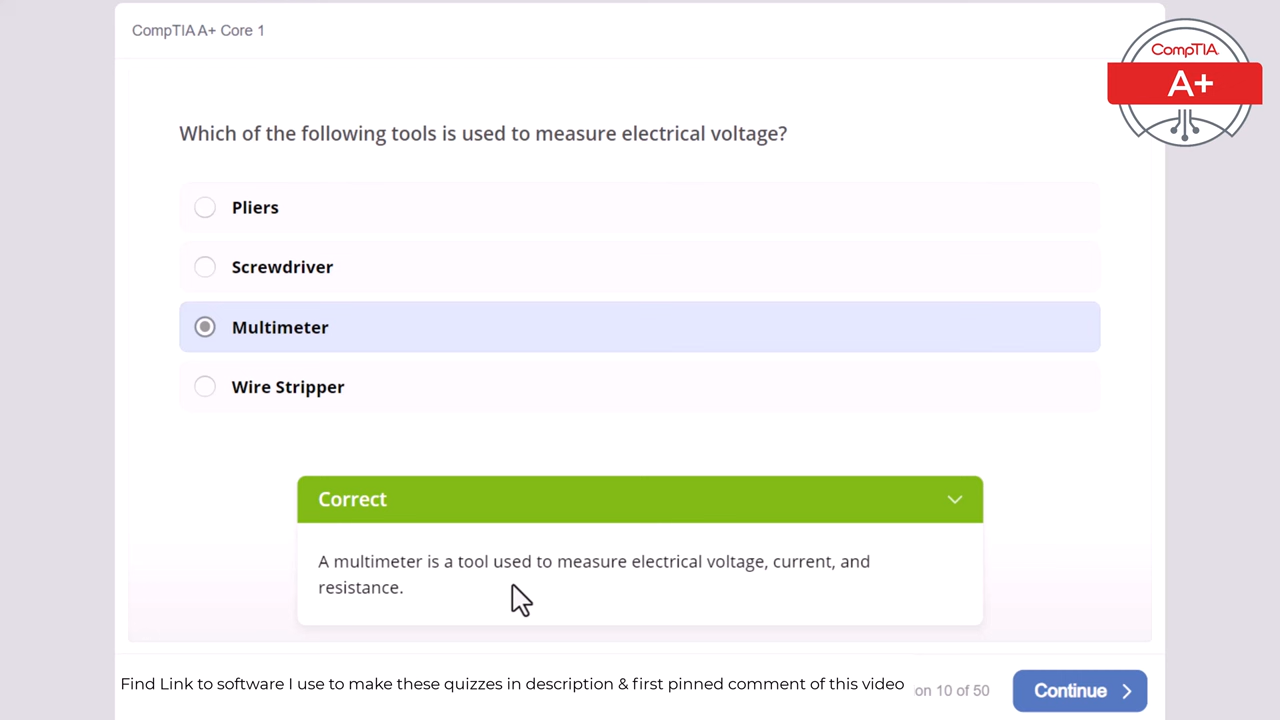 CompTIA A+ Core 1
CompTIA.
A+
Which of the following tools is used to measure electrical voltage?
Pliers
Screwdriver
Multimeter
Wire Stripper
Correct
A multimeter is a tool used to measure electrical voltage, current, and
resistance.
Find Link to software I use to make these quizzes in description & first pinned comment of this video
on 10 of 50
Continue